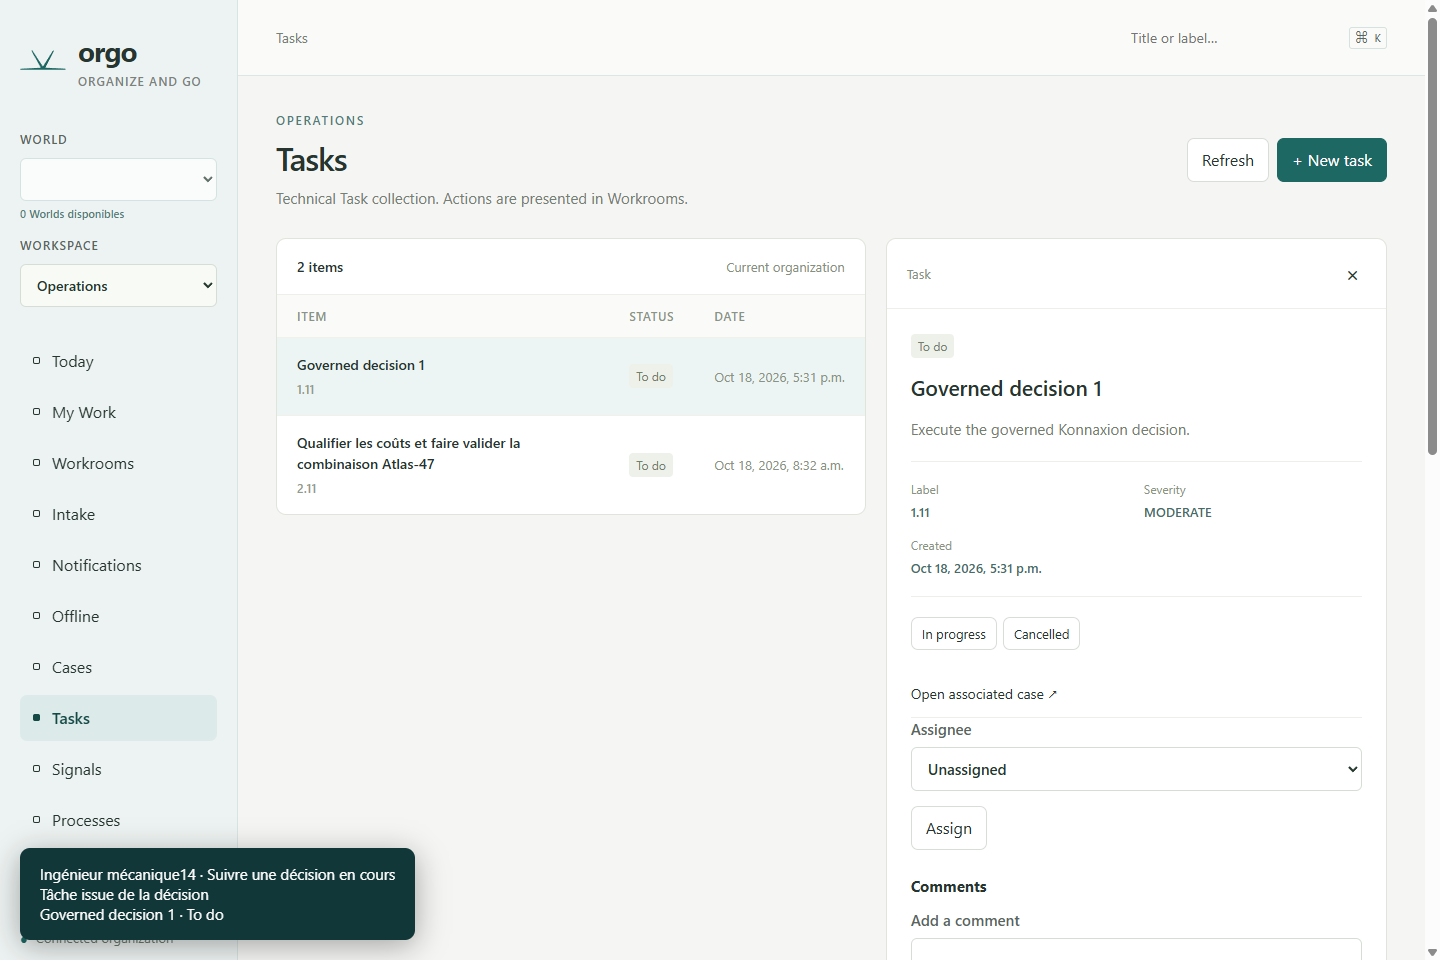 orgo
ORGANIZE AND GO
WORLD
0 Worlds disponibles
WORKSPACE
Operations
Today
My Work
Workrooms
Intake
Notifications
Offline
Cases
Tasks
Signals
Processes
Connected organization
Ingénieur mécanique14 · Suivre une décision en cours
Tâche issue de la décision
Governed decision 1 · To do
Tasks
Title or label...
⌘ K
OPERATIONS
Tasks
Technical Task collection. Actions are presented in Workrooms.
Refresh
+ New task
2 items
Current organization
ITEM STATUS DATE
Governed decision 1
1.11
To do
Oct 18, 2026, 5:31 p.m.
Qualifier les coûts et faire valider la
combinaison Atlas-47
2.11
To do
Oct 18, 2026, 8:32 a.m.
Task
×
To do
Governed decision 1
Execute the governed Konnaxion decision.
Label Severity
1.11 MODERATE
Created
Oct 18, 2026, 5:31 p.m.
In progress Cancelled
Open associated case ↗
Assignee
Unassigned
Assign
Comments
Add a comment